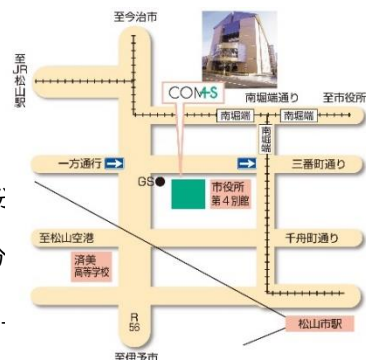 至今治市
至JR松山駅
COMS
南堀端通り
至市役所
南堀端
南堀端
南堀端
一方通行
三番町通り
GS
市役所
第4別館
至松山空港
千舟町通り
済美
高等学校
R
56
松山市駅
至伊予市